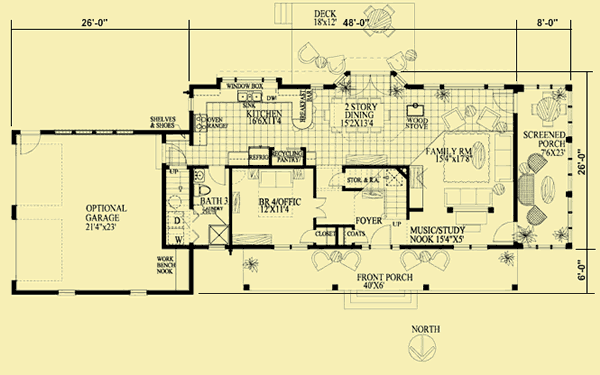 DECK
18'x12'
26'-0"
48'-0"
8'-0"
WINDOW BOX
SINK
DW
BREAKFAST
BAR
OVEN
RANGE
KITCHEN
16'6X11'4
2 STORY
DINING
15'2X13'4
WOOD
STOVE
SHELVES
& SHOES
REFRIG
RECYCLING
PANTRY
FAMILY RM
15'4"x17'8"
SCREENED
PORCH
7'6X23'
26'-0"
UP
STOR. & R.A.
BATH 3
LAUNDRY
BR 4/OFFIC
12'X11'4
OPTIONAL
GARAGE
21'4"x23'
D
W
FOYER
UP
CLOSET
COATS
MUSIC/STUDY
NOOK 15'4"X5'
WORK
BENCH
NOOK
FRONT PORCH
40'X6'
6'-0"
NORTH